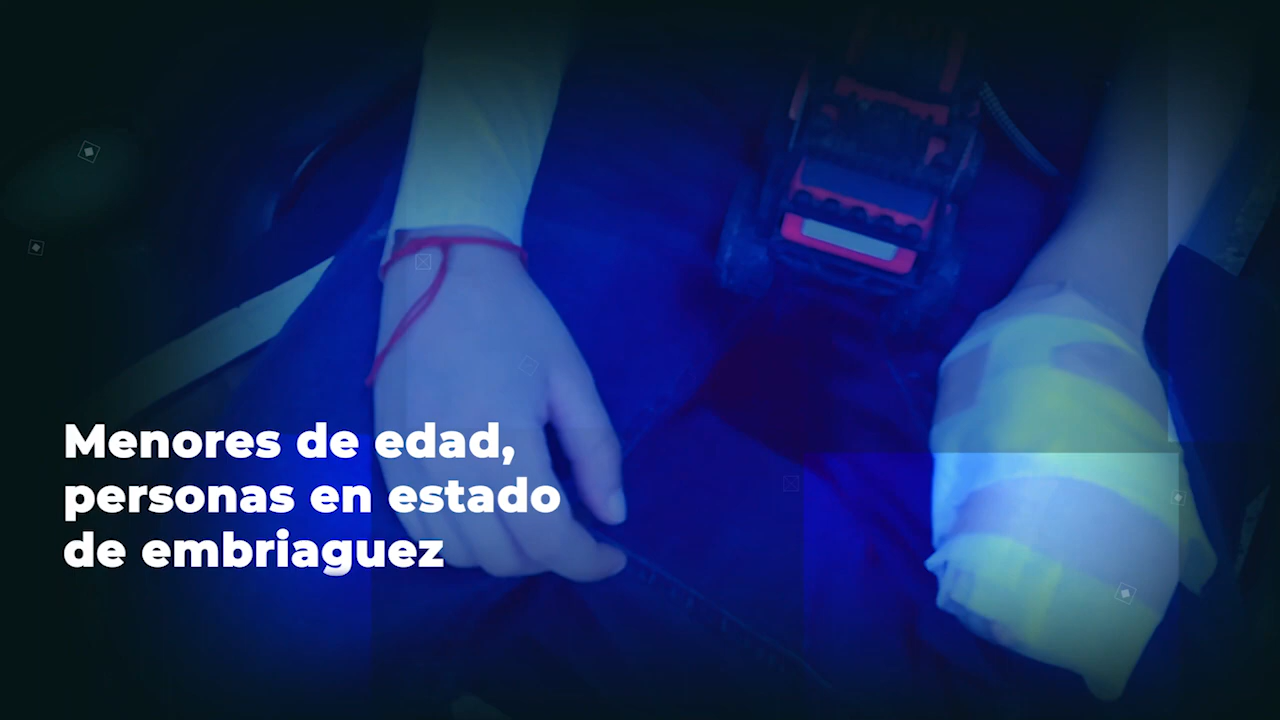 Menores de edad,
personas en estado
de embriaguez